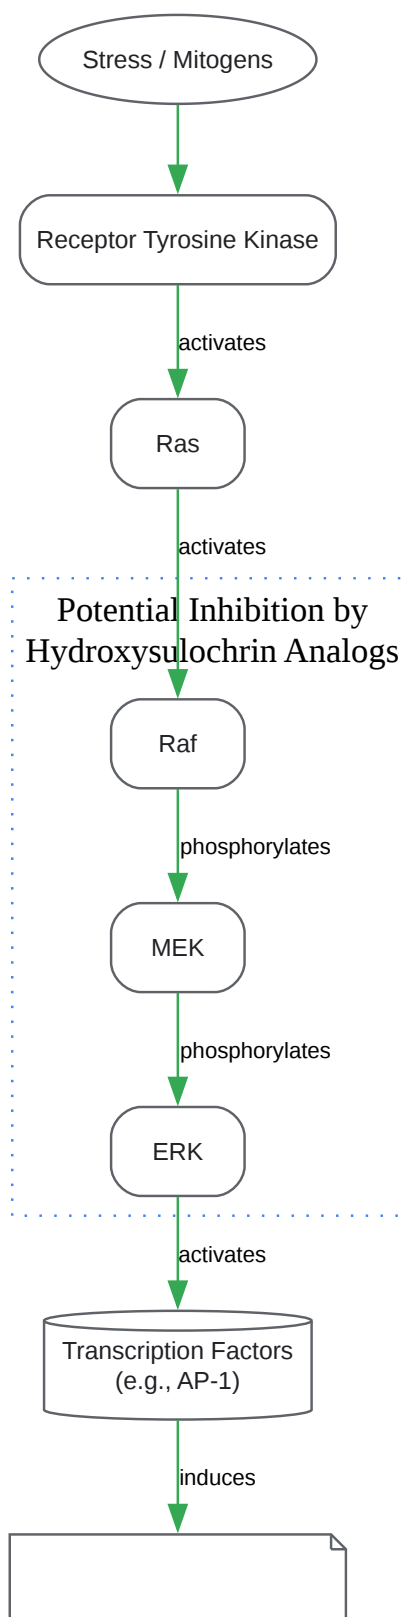 Stress / Mitogens
Receptor Tyrosine Kinase
activates
Ras
activates
Potential Inhibition by
Hydroxysulochrin Analogs
Raf
phosphorylates
MEK
phosphorylates
ERK
activates
Transcription Factors
(e.g., AP-1)
induces